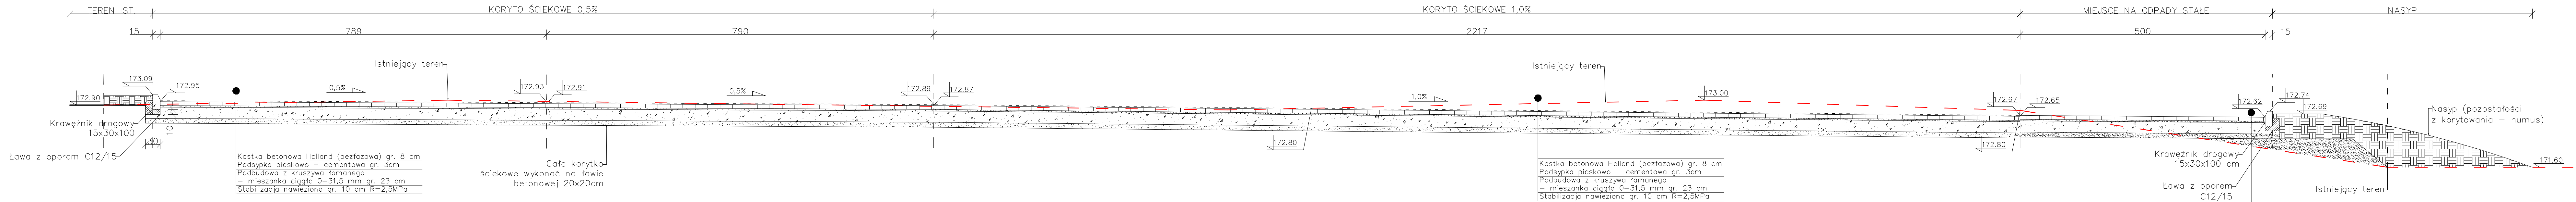 TEREN IST.
KORYTO ŚCIEKOWE 0,5%
KORYTO ŚCIEKOWE 1,0%
MIEJSCE NA ODPADY STAŁE
NASYP
15
789
790
2217
500
15
Istniejący teren
Istniejący teren
173.09
172.95
172.90
0,5%
172.93
172.91
0,5%
172.89
172.87
1,0%
173.00
172.67
172.65
172.62
172.74
172.69
Nasyp (pozostałości
z korytowania – humus)
Krawężnik drogowy
15x30x100
10
30
Ława z oporem C12/15
172.80
172.80
Krawężnik drogowy
15x30x100 cm
171.60
Kostka betonowa Holland (bezfazowa) gr. 8 cm
Podsypka piaskowo – cementowa gr. 3cm
Podbudowa z kruszywa łamanego
– mieszanka ciągła 0–31,5 mm gr. 23 cm
Stabilizacja nawieziona gr. 10 cm R=2,5MPa
Całe korytko
ściekowe wykonać na ławie
betonowej 20x20cm
Kostka betonowa Holland (bezfazowa) gr. 8 cm
Podsypka piaskowo – cementowa gr. 3cm
Podbudowa z kruszywa łamanego
– mieszanka ciągła 0–31,5 mm gr. 23 cm
Stabilizacja nawieziona gr. 10 cm R=2,5MPa
Ława z oporem
C12/15
Istniejący teren